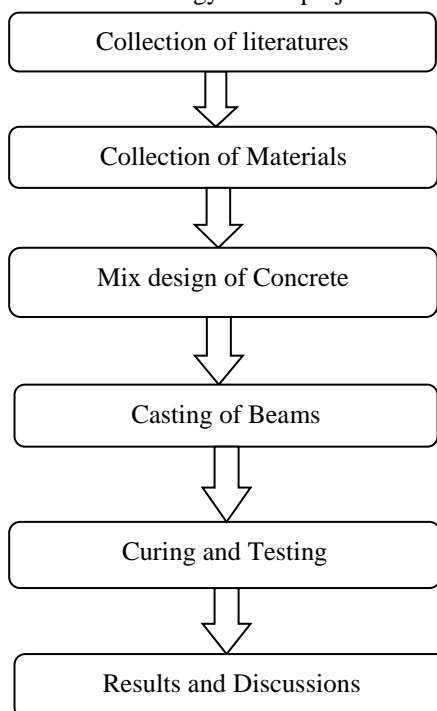 Collection of literatures
Collection of Materials
Mix design of Concrete
Casting of Beams
Curing and Testing
Results and Discussions